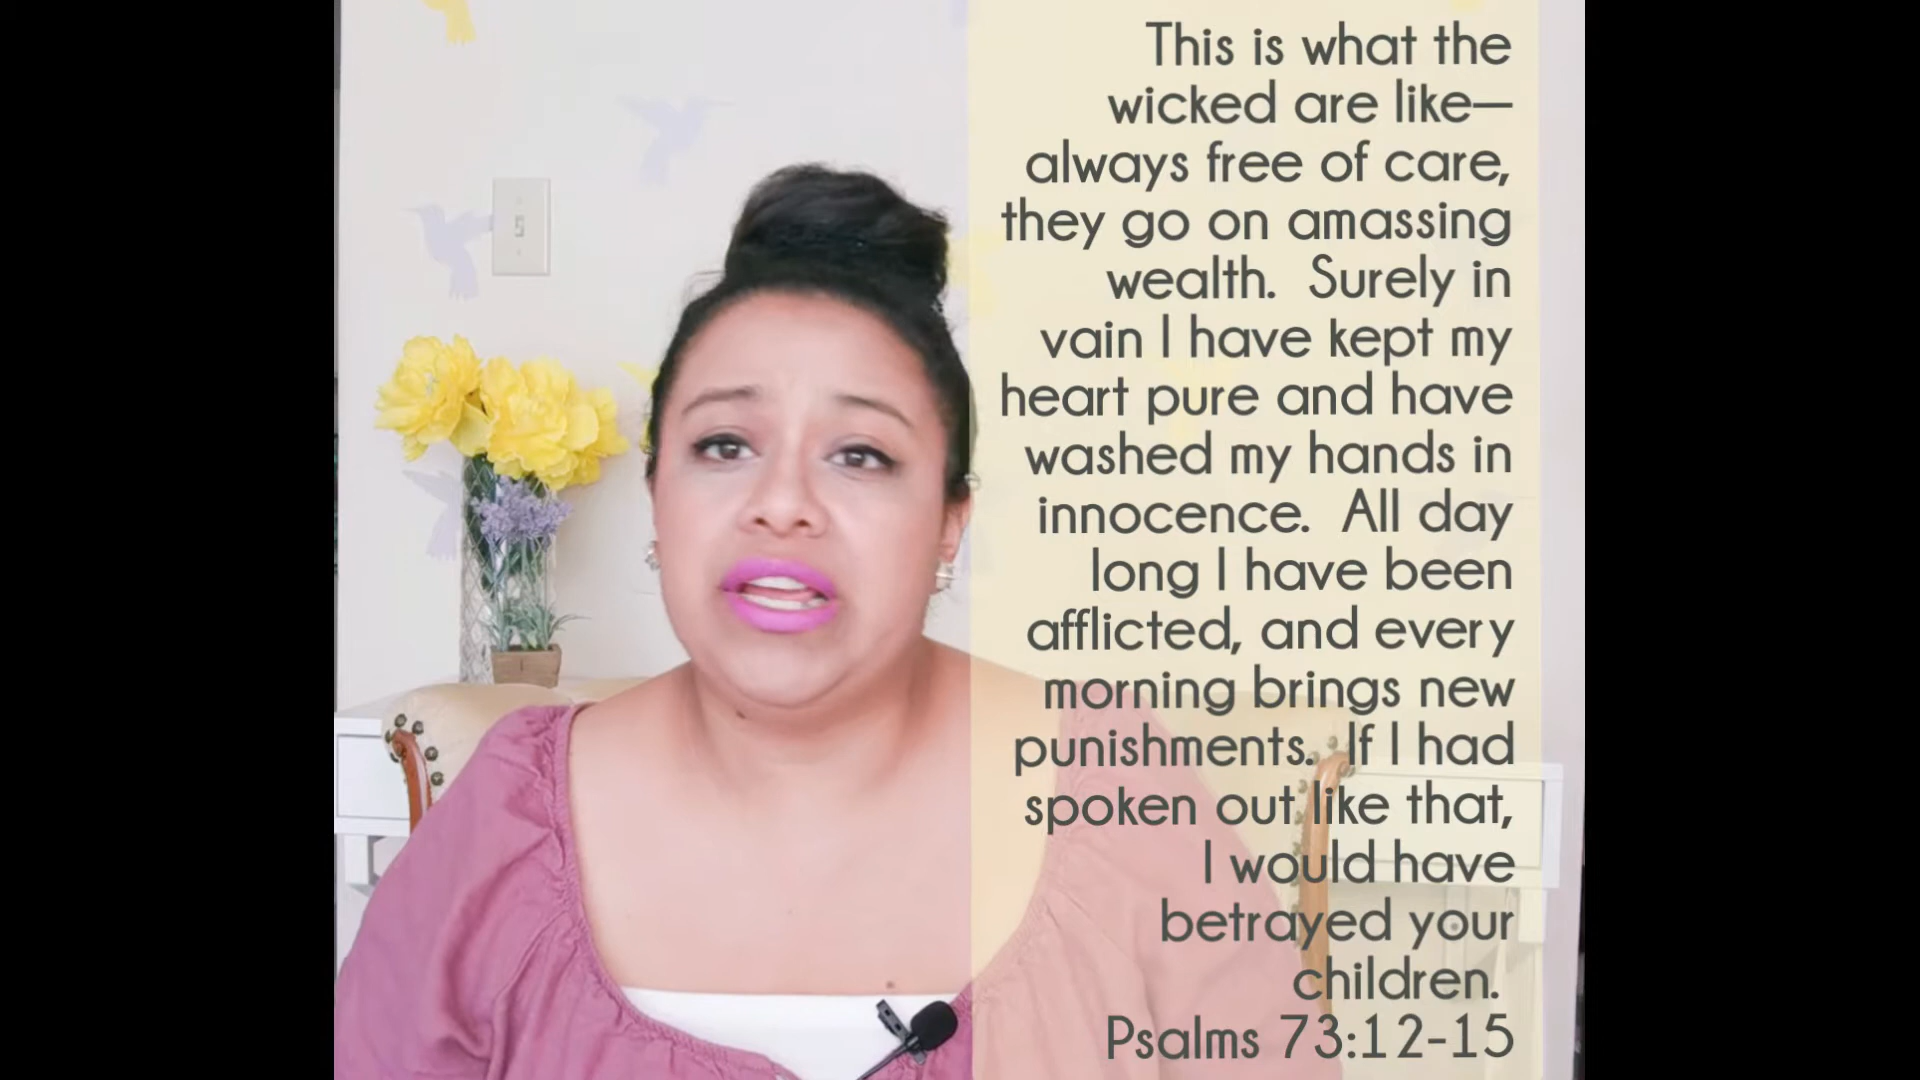 This is what the
wicked are like—
always free of care,
they go on amassing
wealth.  Surely in
vain I have kept my
heart pure and have
washed my hands in
innocence.  All day
long I have been
afflicted, and every
morning brings new
punishments.  If I had
spoken out like that,
I would have
betrayed your
children.
Psalms 73:12-15